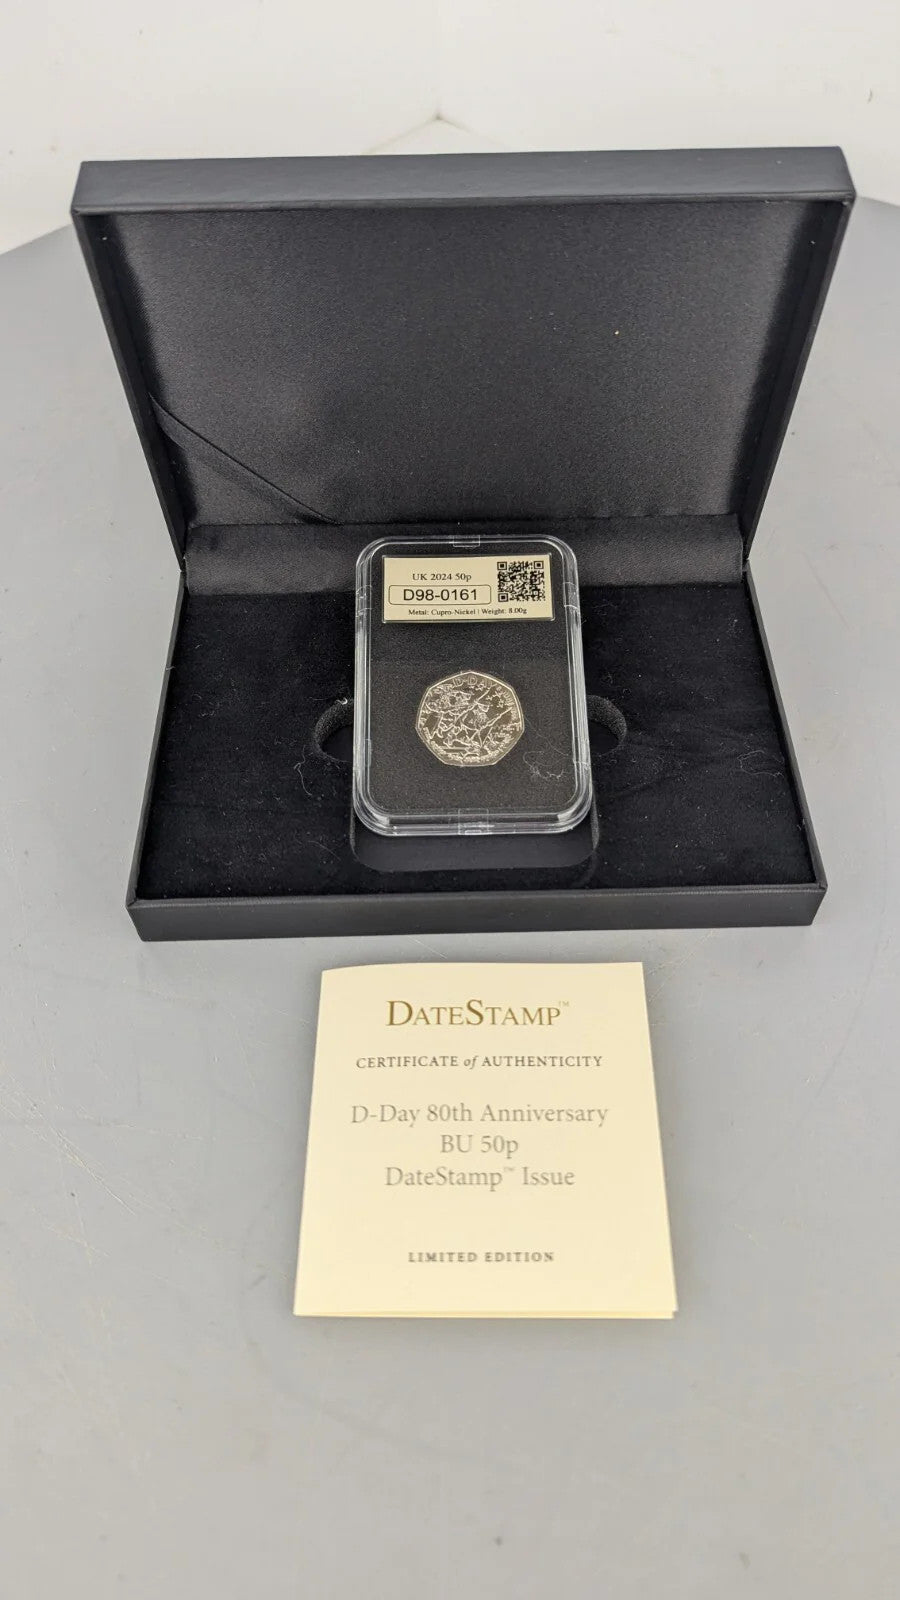 UK 2024 50p
D98-0161
Metal: Cupro-Nickel | Weight: 8.00g
D-DAY
DATESTAMP™
CERTIFICATE of AUTHENTICITY
D-Day 80th Anniversary
BU 50p
DateStamp™ Issue
LIMITED EDITION